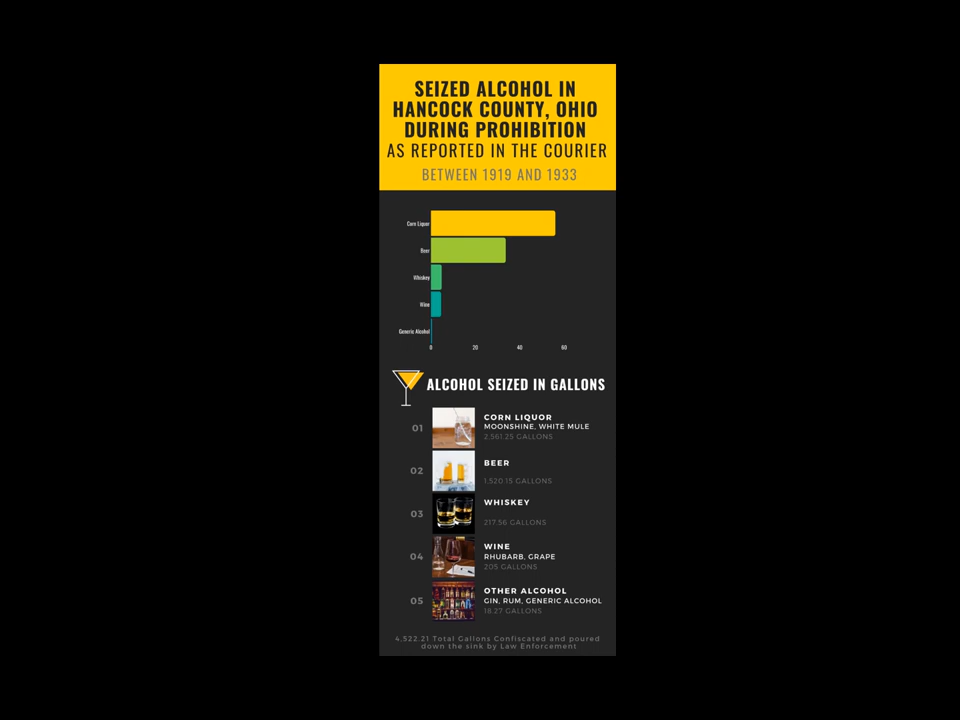 SEIZED ALCOHOL IN
HANCOCK COUNTY, OHIO
DURING PROHIBITION
AS REPORTED IN THE COURIER
BETWEEN 1919 AND 1933
Corn Liquor
Beer
Whiskey
Wine
Generic Alcohol
0 20 40 60
ALCOHOL SEIZED IN GALLONS
01
CORN LIQUOR
MOONSHINE, WHITE MULE
2,561.25 GALLONS
02
BEER
1,520.15 GALLONS
03
WHISKEY
217.56 GALLONS
04
WINE
RHUBARB, GRAPE
205 GALLONS
05
OTHER ALCOHOL
GIN, RUM, GENERIC ALCOHOL
18.27 GALLONS
4,522.21 Total Gallons Confiscated and poured
down the sink by Law Enforcement